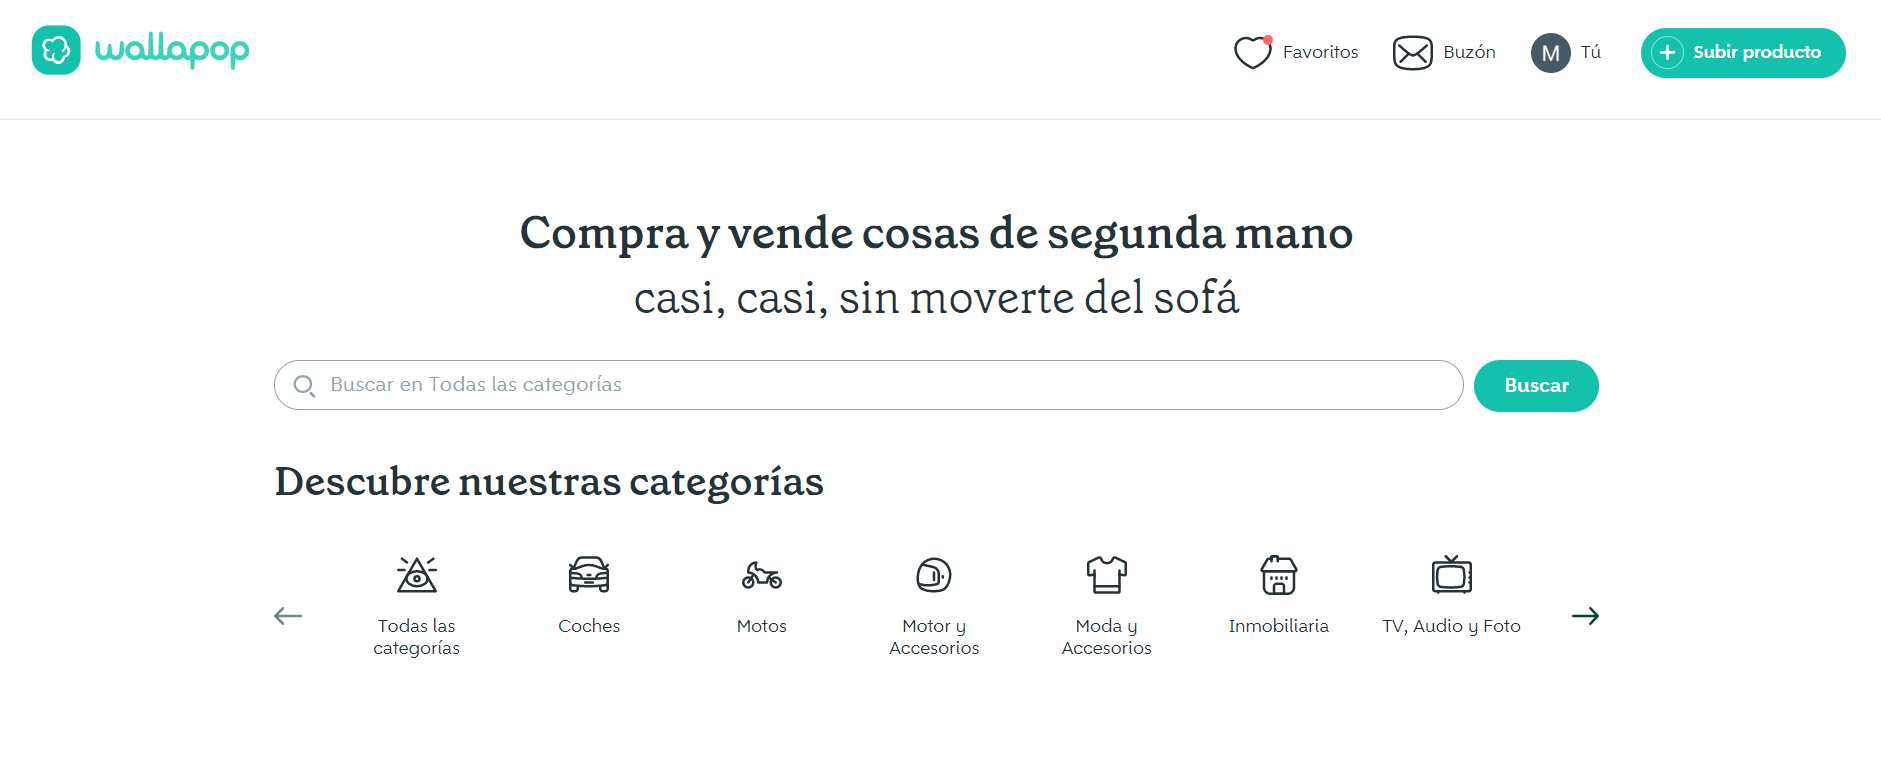 wallapop
Favoritos
Buzón
M
Tú
Subir producto
Compra y vende cosas de segunda mano
casi, casi, sin moverte del sofá
Buscar en Todas las categorías
Buscar
Descubre nuestras categorías
Todas las
categorías
Coches
Motos
Motor y
Accesorios
Moda y
Accesorios
Inmobiliaria
TV, Audio y Foto